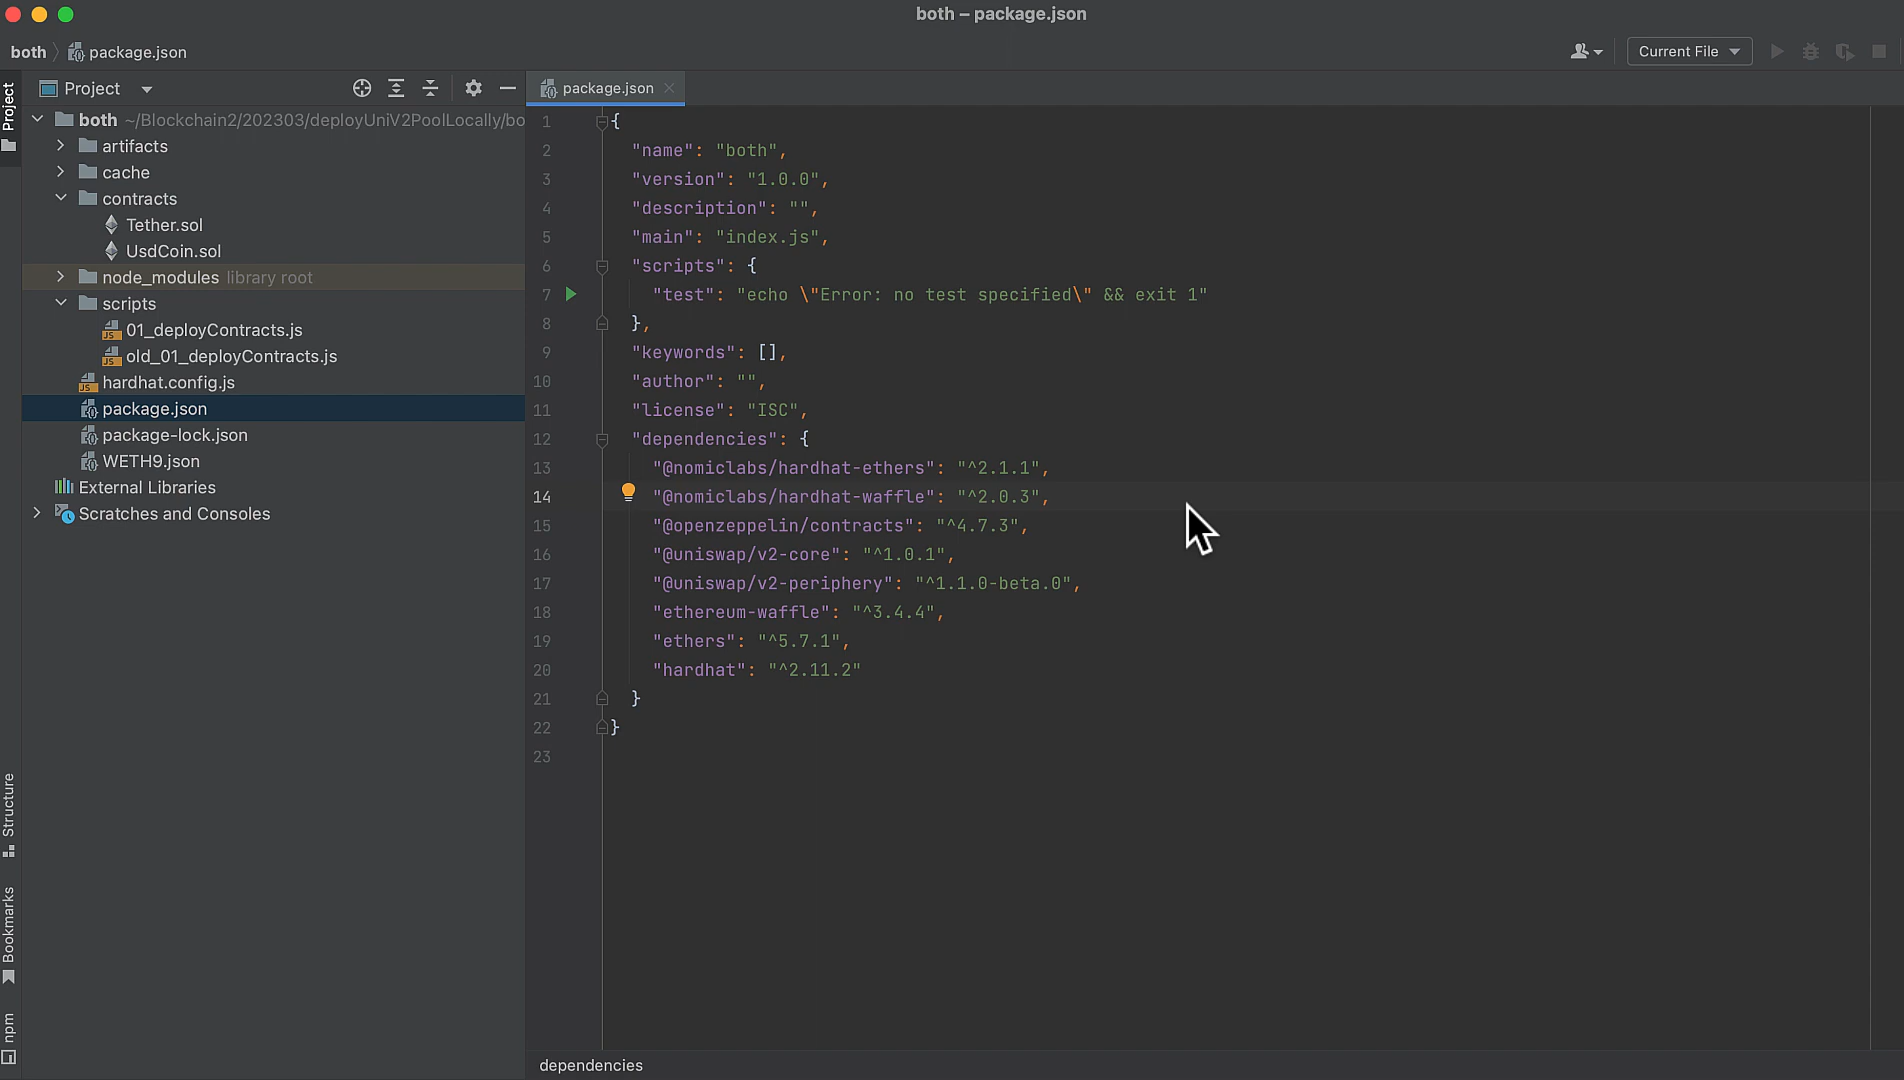 both – package.json
both
package.json
Current File
Project
package.json
Project
both ~/Blockchain2/202303/deployUniV2PoolLocally/bo
artifacts
cache
contracts
Tether.sol
UsdCoin.sol
node_modules library root
scripts
01_deployContracts.js
old_01_deployContracts.js
hardhat.config.js
package.json
package-lock.json
WETH9.json
External Libraries
Scratches and Consoles
Structure
Bookmarks
npm
1 {
2 "name": "both",
3 "version": "1.0.0",
4 "description": "",
5 "main": "index.js",
6 "scripts": {
7 "test": "echo \"Error: no test specified\" && exit 1"
8 },
9 "keywords": [],
10 "author": "",
11 "license": "ISC",
12 "dependencies": {
13 "@nomiclabs/hardhat-ethers": "^2.1.1",
14 "@nomiclabs/hardhat-waffle": "^2.0.3",
15 "@openzeppelin/contracts": "^4.7.3",
16 "@uniswap/v2-core": "^1.0.1",
17 "@uniswap/v2-periphery": "^1.1.0-beta.0",
18 "ethereum-waffle": "^3.4.4",
19 "ethers": "^5.7.1",
20 "hardhat": "^2.11.2"
21 }
22 }
23
dependencies